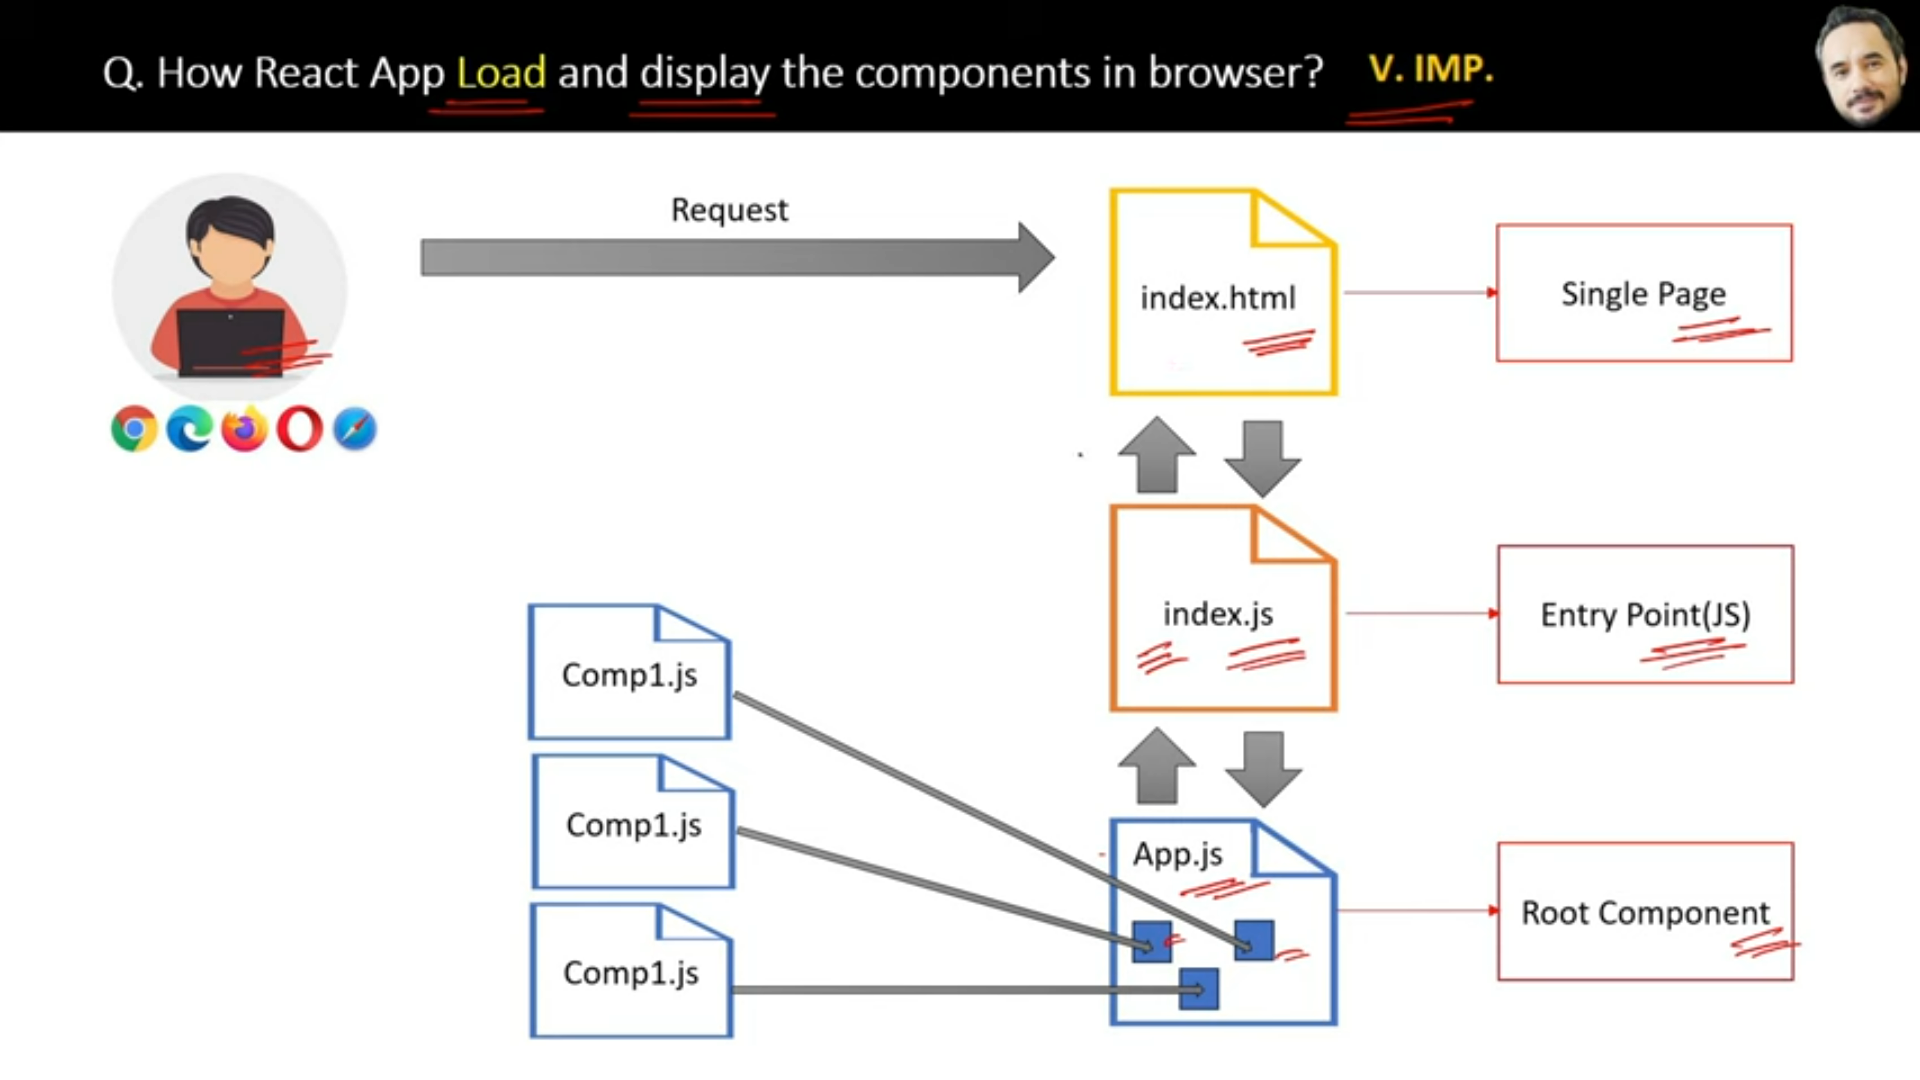 Q. How React App Load and display the components in browser? V. IMP.
Request
index.html
Single Page
index.js
Entry Point(JS)
Comp1.js
Comp1.js
App.js
Root Component
Comp1.js